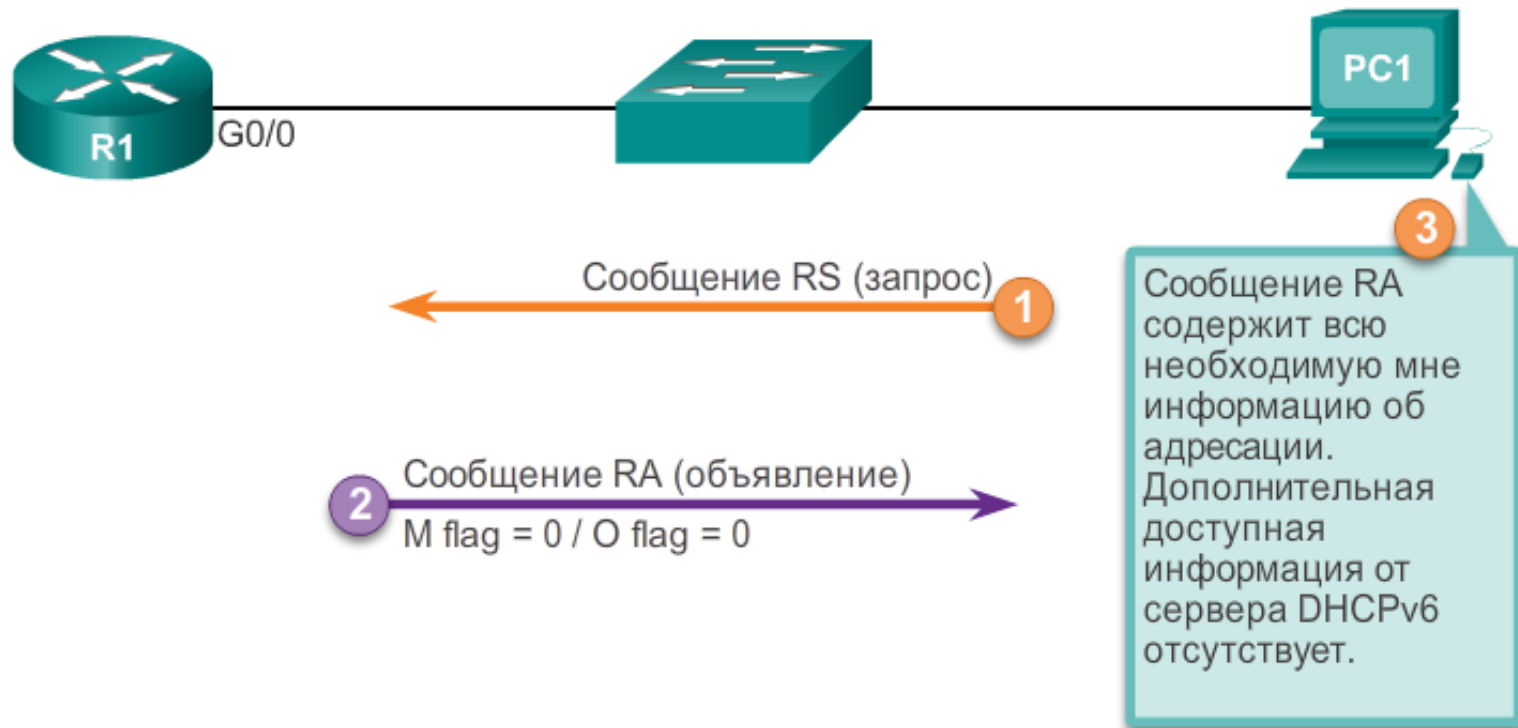 R1
G0/0
PC1
Сообщение RS (запрос)
1
2
Сообщение RA (объявление)
M flag = 0 / O flag = 0
3
Сообщение RA
содержит всю
необходимую мне
информацию об
адресации.
Дополнительная
доступная
информация от
сервера DHCPv6
отсутствует.